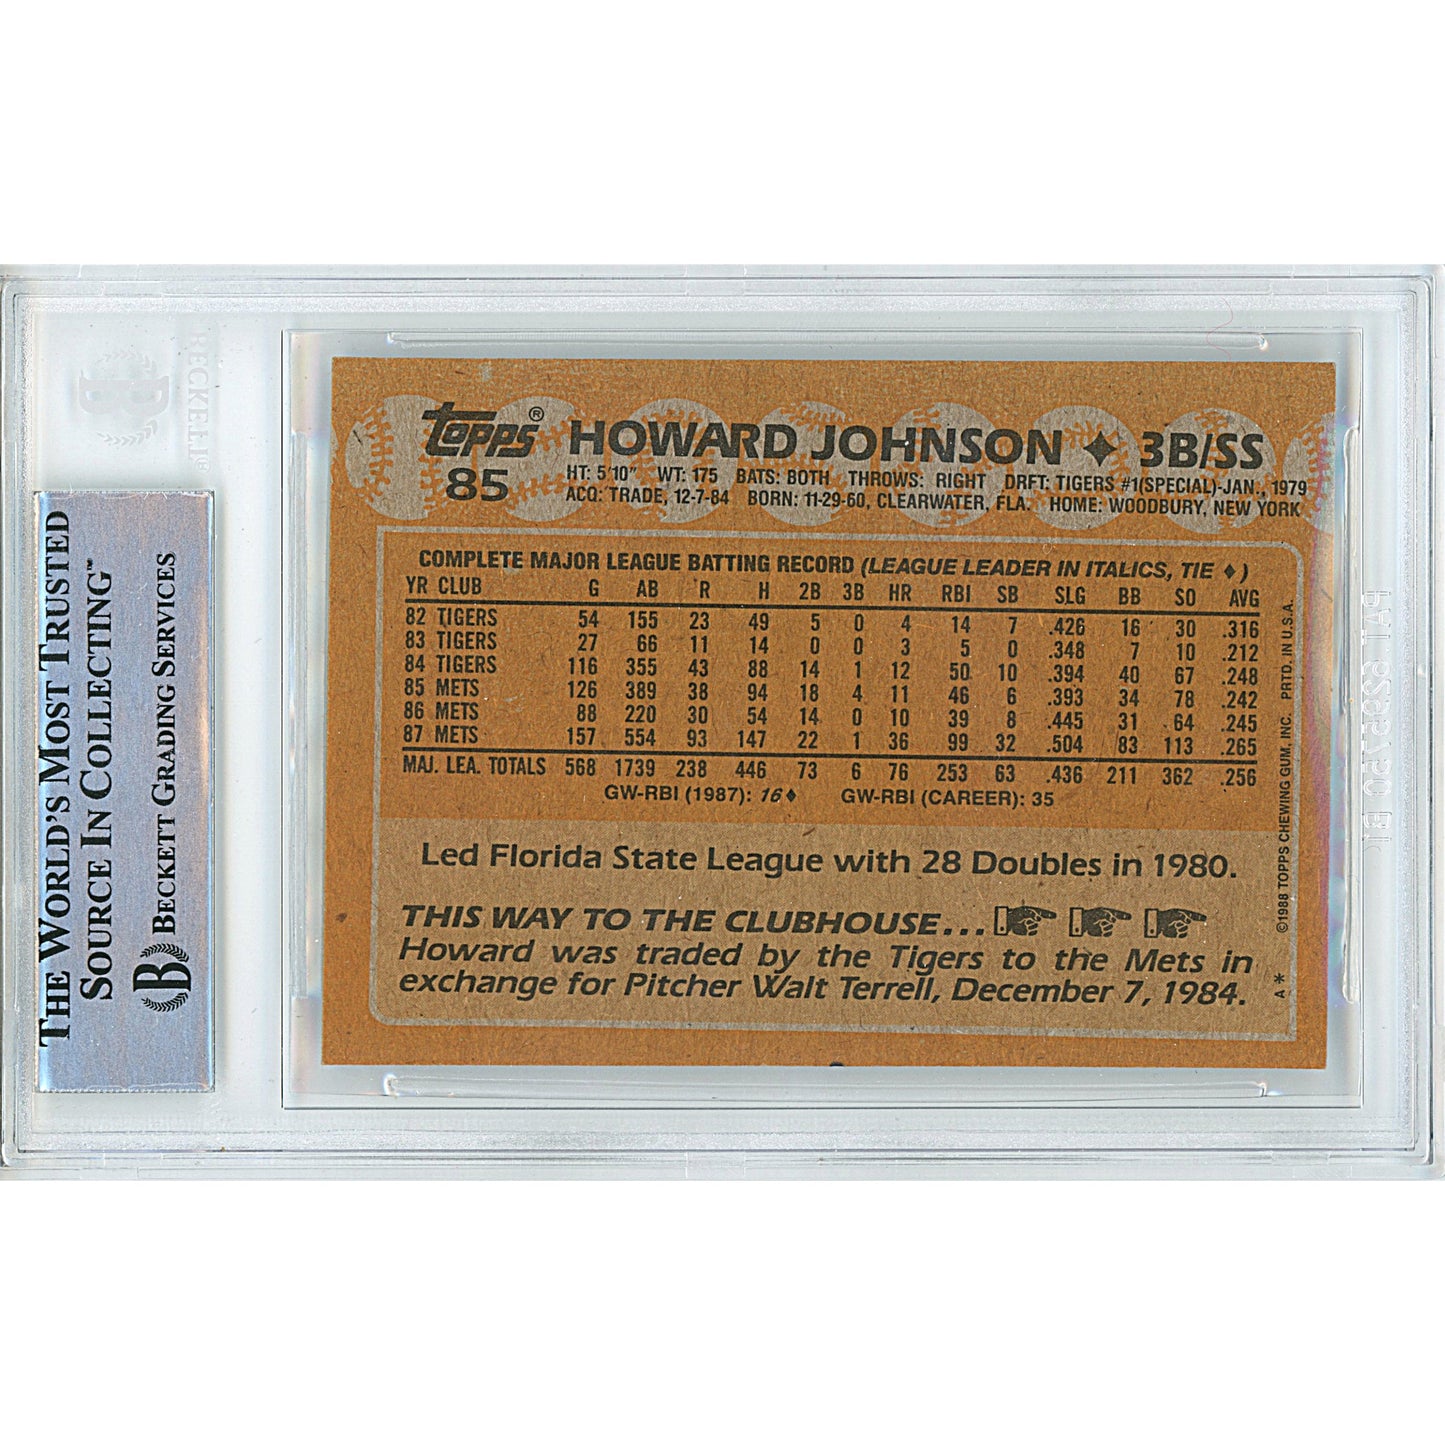 THE WORLD'S MOST TRUSTED
SOURCE IN COLLECTING™
B BECKETT GRADING SERVICES
B
BECKETT
topps®
85
HOWARD JOHNSON ✦ 3B/SS
HT: 5'10" WT: 175 BATS: BOTH THROWS: RIGHT DRFT: TIGERS #1(SPECIAL)-JAN., 1979
ACQ: TRADE, 12-7-84 BORN: 11-29-60, CLEARWATER, FLA. HOME: WOODBURY, NEW YORK
COMPLETE MAJOR LEAGUE BATTING RECORD (LEAGUE LEADER IN ITALICS, TIE ♦)
YR CLUB G AB R H 2B 3B HR RBI SB SLG BB SO AVG
82 TIGERS 54 155 23 49 5 0 4 14 7 .426 16 30 .316
83 TIGERS 27 66 11 14 0 0 3 5 0 .348 7 10 .212
84 TIGERS 116 355 43 88 14 1 12 50 10 .394 40 67 .248
85 METS 126 389 38 94 18 4 11 46 6 .393 34 78 .242
86 METS 88 220 30 54 14 0 10 39 8 .445 31 64 .245
87 METS 157 554 93 147 22 1 36 99 32 .504 83 113 .265
MAJ. LEA. TOTALS 568 1739 238 446 73 6 76 253 63 .436 211 362 .256
GW-RBI (1987): 16♦ GW-RBI (CAREER): 35
Led Florida State League with 28 Doubles in 1980.
THIS WAY TO THE CLUBHOUSE...
Howard was traded by the Tigers to the Mets in
exchange for Pitcher Walt Terrell, December 7, 1984.
©1988 TOPPS CHEWING GUM, INC. PRTD. IN U.S.A.
A*